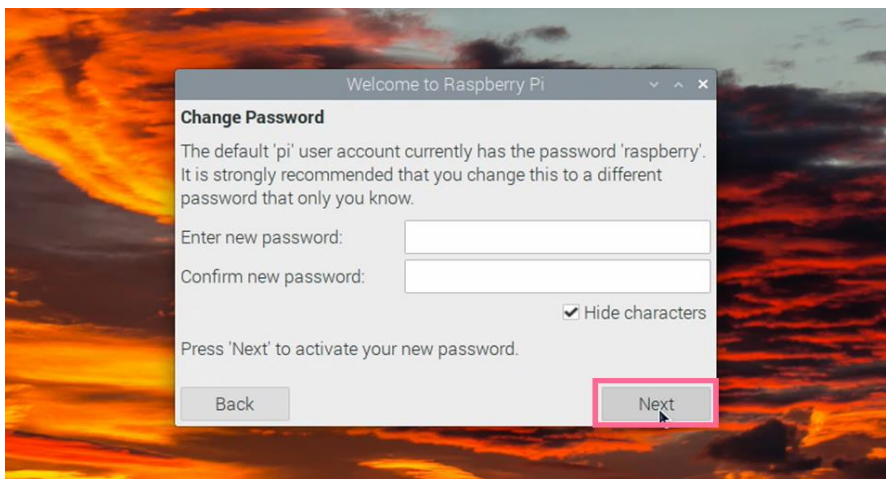 Welcome to Raspberry Pi
Change Password
The default 'pi' user account currently has the password 'raspberry'.
It is strongly recommended that you change this to a different
password that only you know.
Enter new password:
Confirm new password:
Hide characters
Press 'Next' to activate your new password.
Back Next